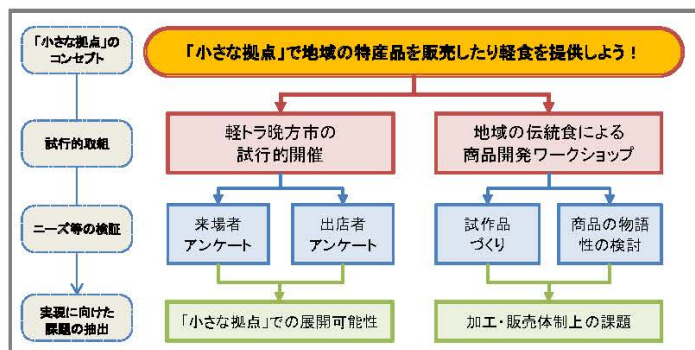 「小さな拠点」の
コンセプト
「小さな拠点」で地域の特産品を販売したり軽食を提供しよう！
試行的取組
軽トラ晩方市の
試行的開催
地域の伝統食による
商品開発ワークショップ
ニーズ等の検証
来場者
アンケート
出店者
アンケート
試作品
づくり
商品の物語
性の検討
実現に向けた
課題の抽出
「小さな拠点」での展開可能性
加工・販売体制上の課題